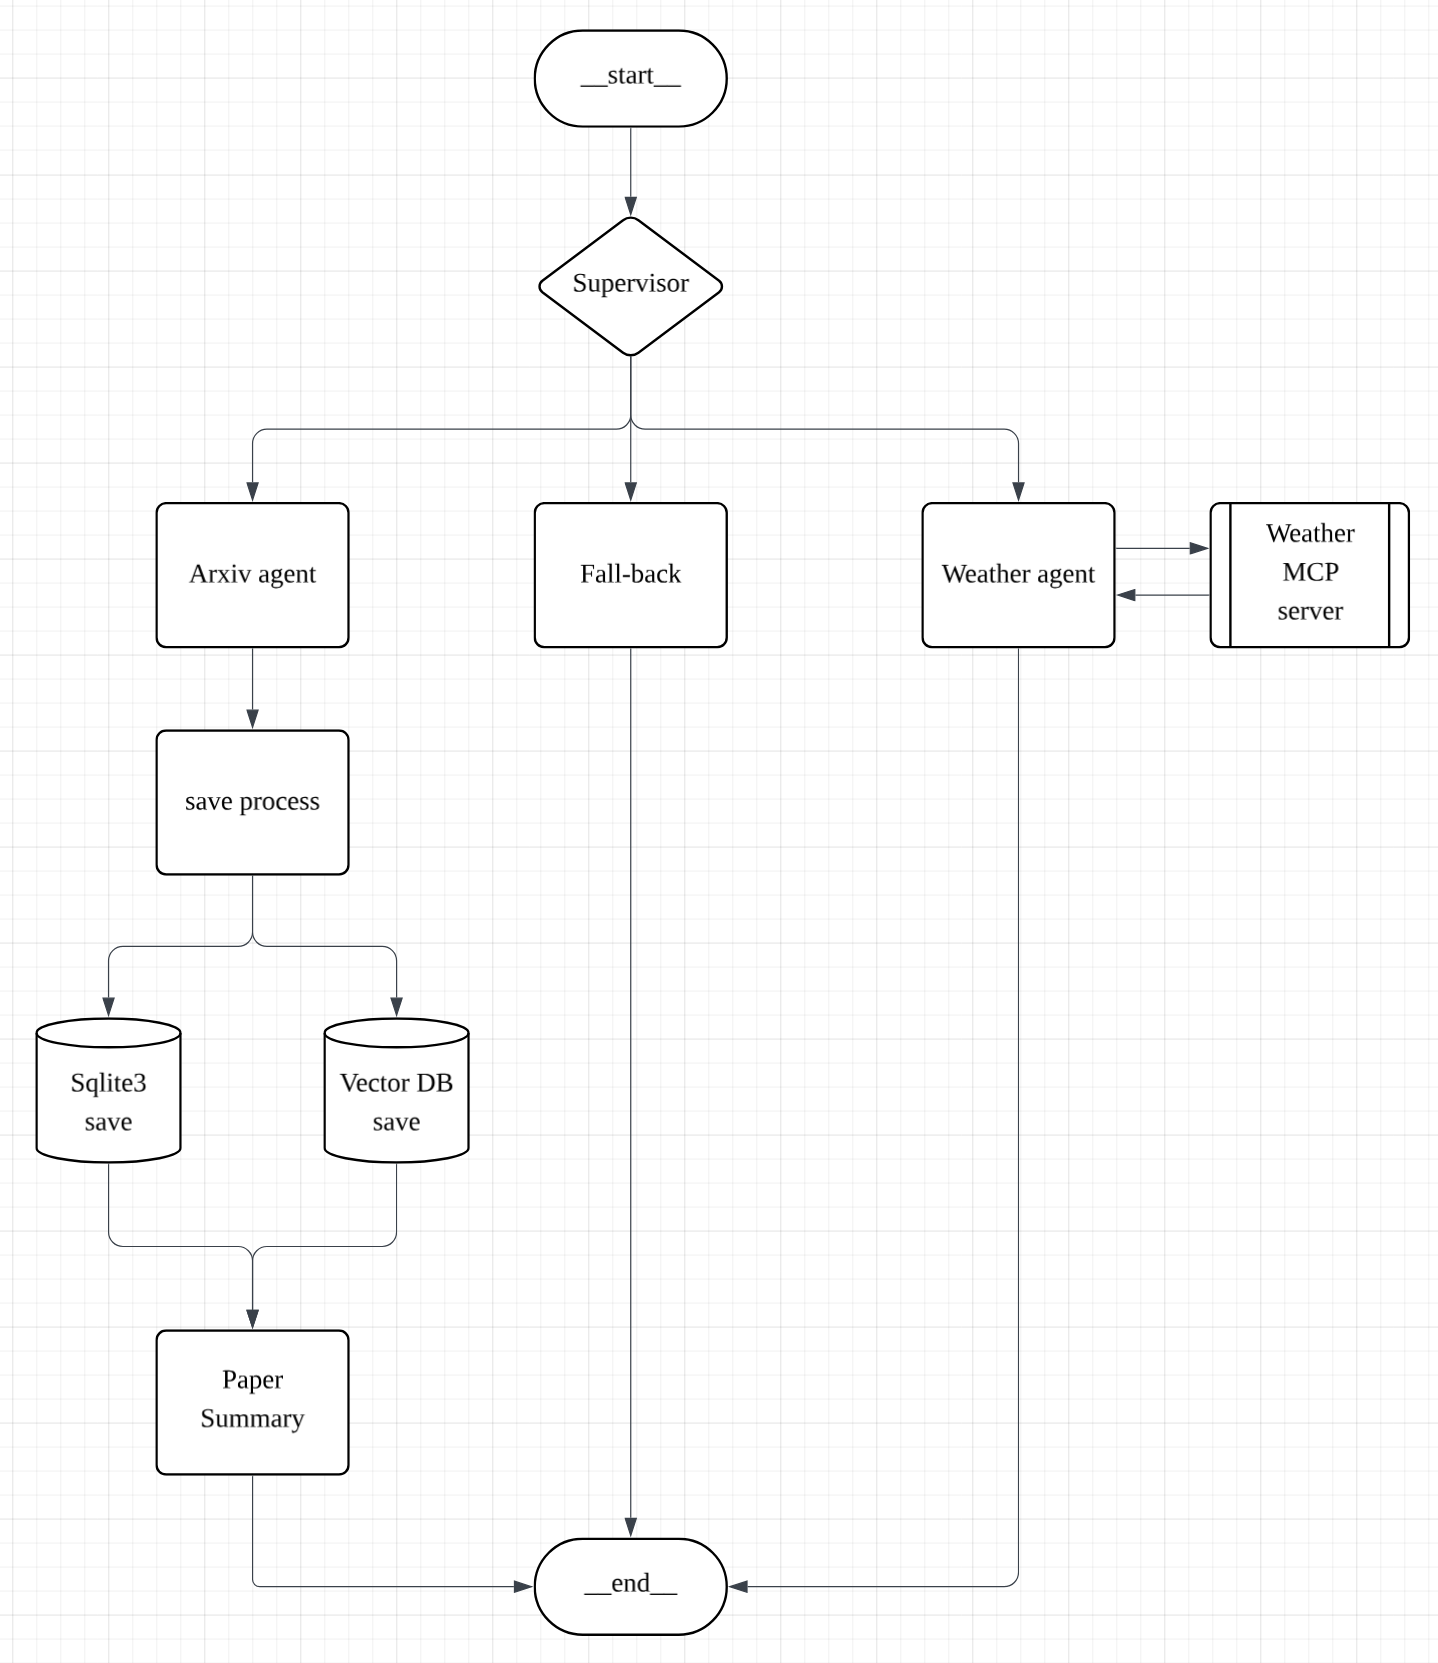 __start__
Supervisor
Arxiv agent
Fall-back
Weather agent
Weather
MCP
server
save process
Sqlite3
save
Vector DB
save
Paper
Summary
__end__